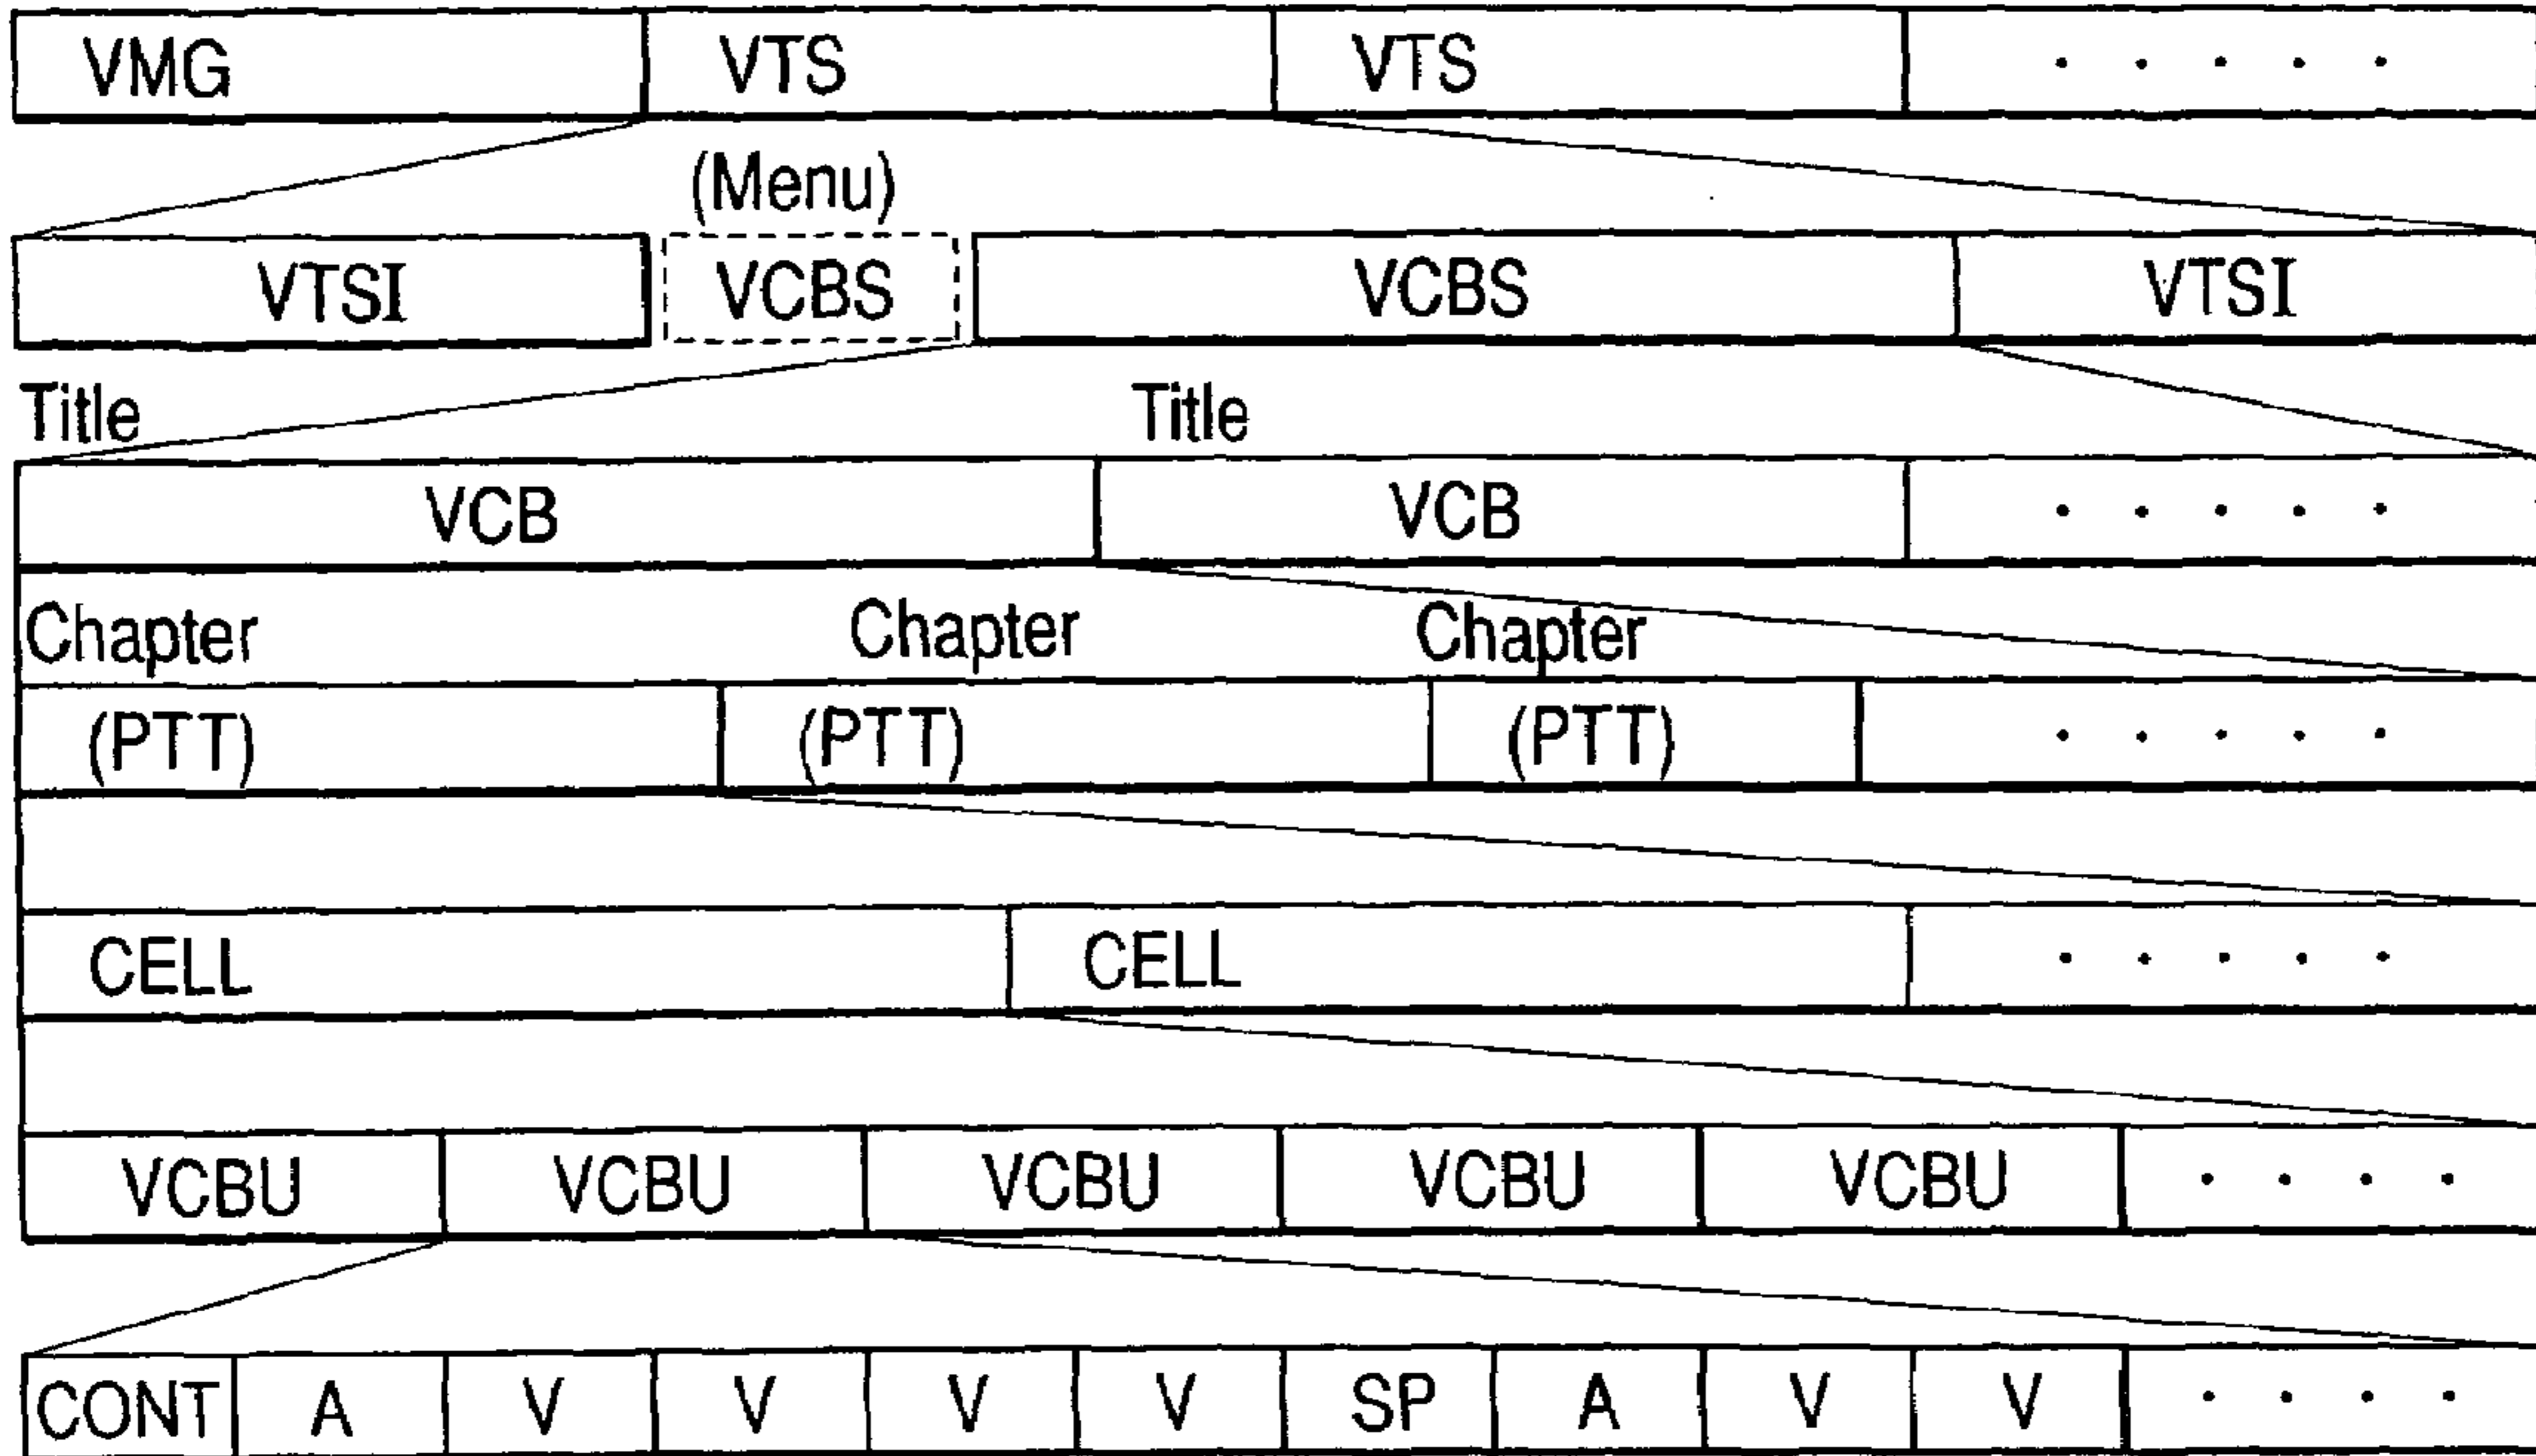 VMG VTS VTS . . . . .
(Menu)
VTSI VCBS VCBS VTSI
Title Title
VCB VCB . . . . .
Chapter Chapter Chapter
(PTT) (PTT) (PTT) . . . . .
CELL CELL . . . . .
VCBU VCBU VCBU VCBU VCBU . . . .
CONT A V V V V SP A V V . . . .